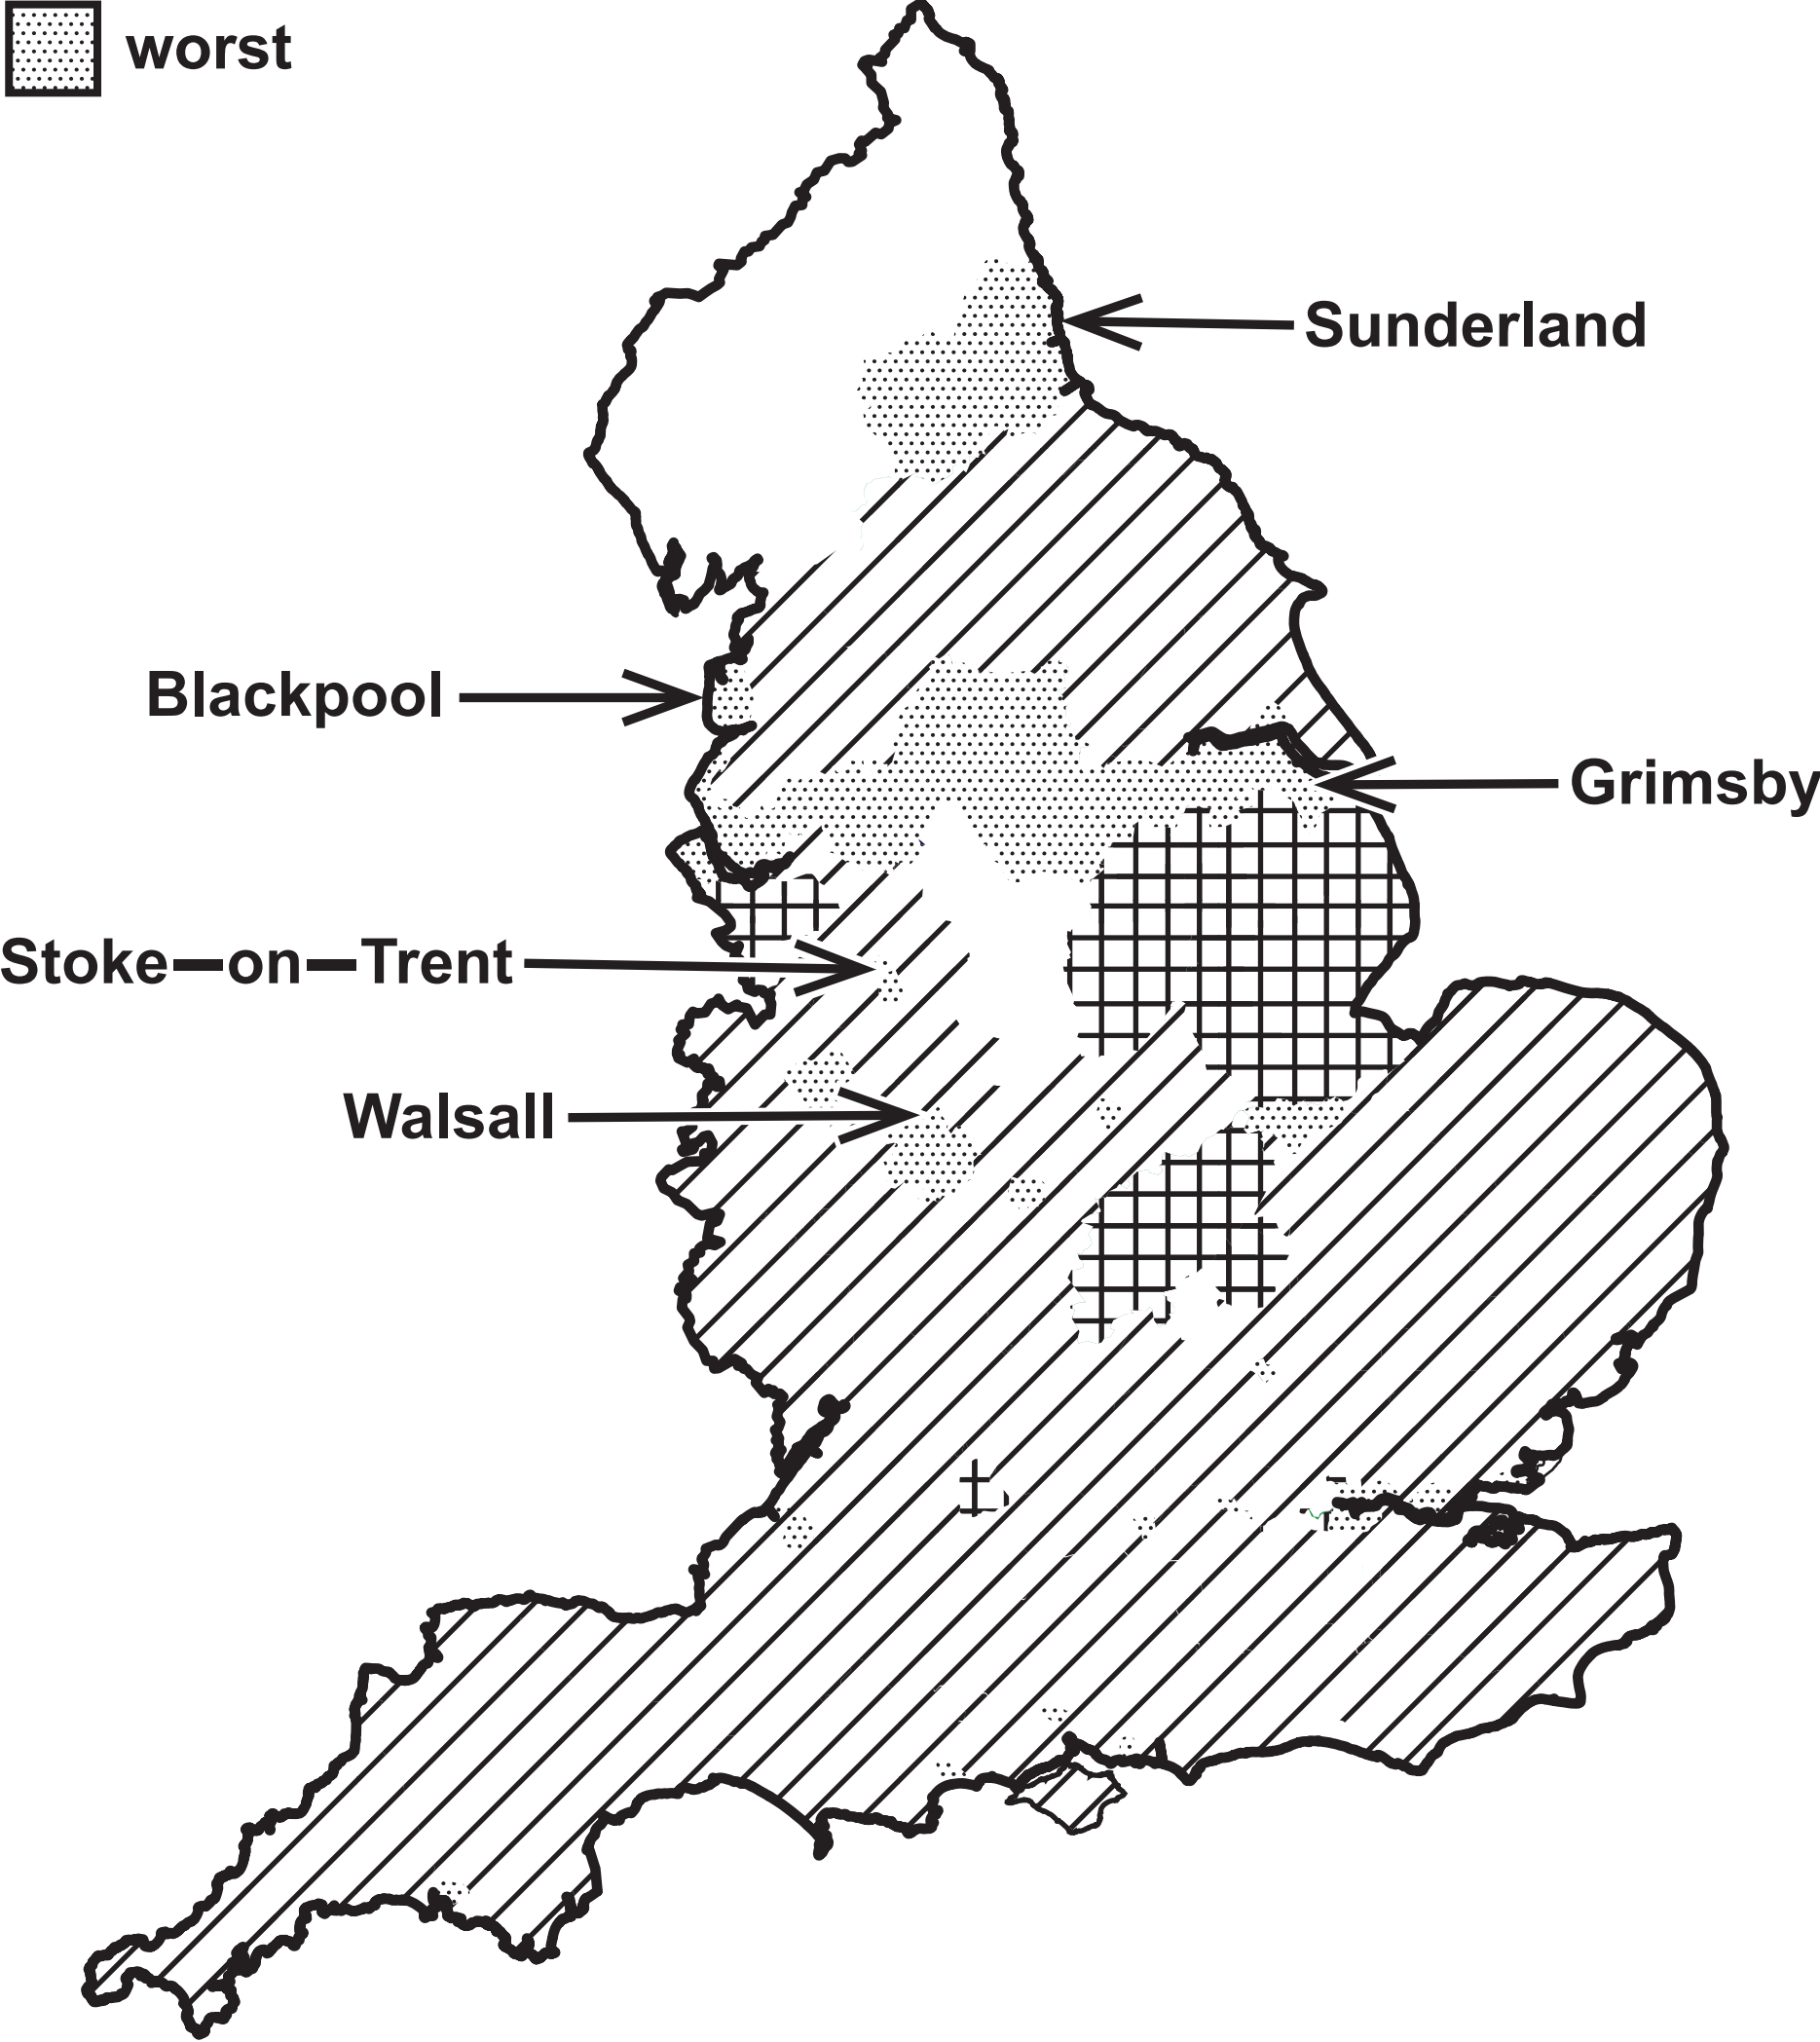 worst
Sunderland
Blackpool
Grimsby
Stoke—on—Trent
Walsall